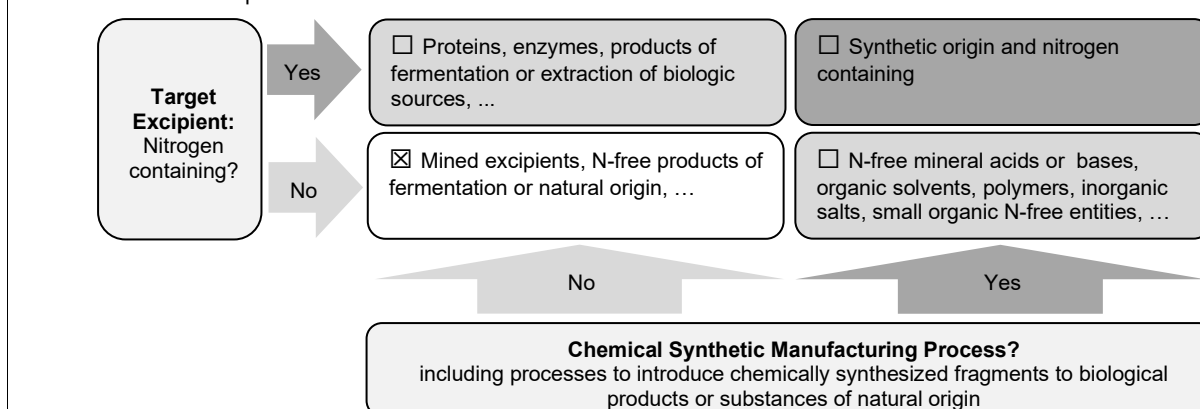 Target
Excipient:
Nitrogen
containing?
Yes
☐ Proteins, enzymes, products of
fermentation or extraction of biologic
sources, ...
☐ Synthetic origin and nitrogen
containing
No
☒ Mined excipients, N-free products of
fermentation or natural origin, …
☐ N-free mineral acids or bases,
organic solvents, polymers, inorganic
salts, small organic N-free entities, …
No
Yes
Chemical Synthetic Manufacturing Process?
including processes to introduce chemically synthesized fragments to biological
products or substances of natural origin